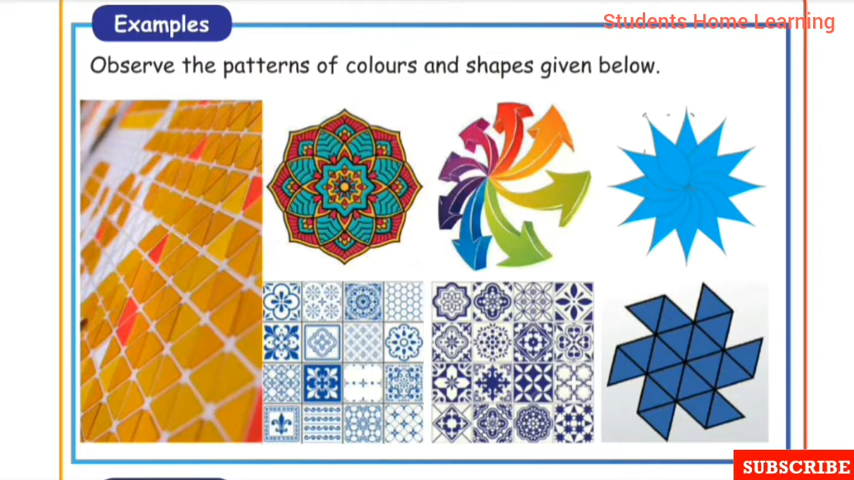 Examples
Students Home Learning
Observe the patterns of colours and shapes given below.
SUBSCRIBE